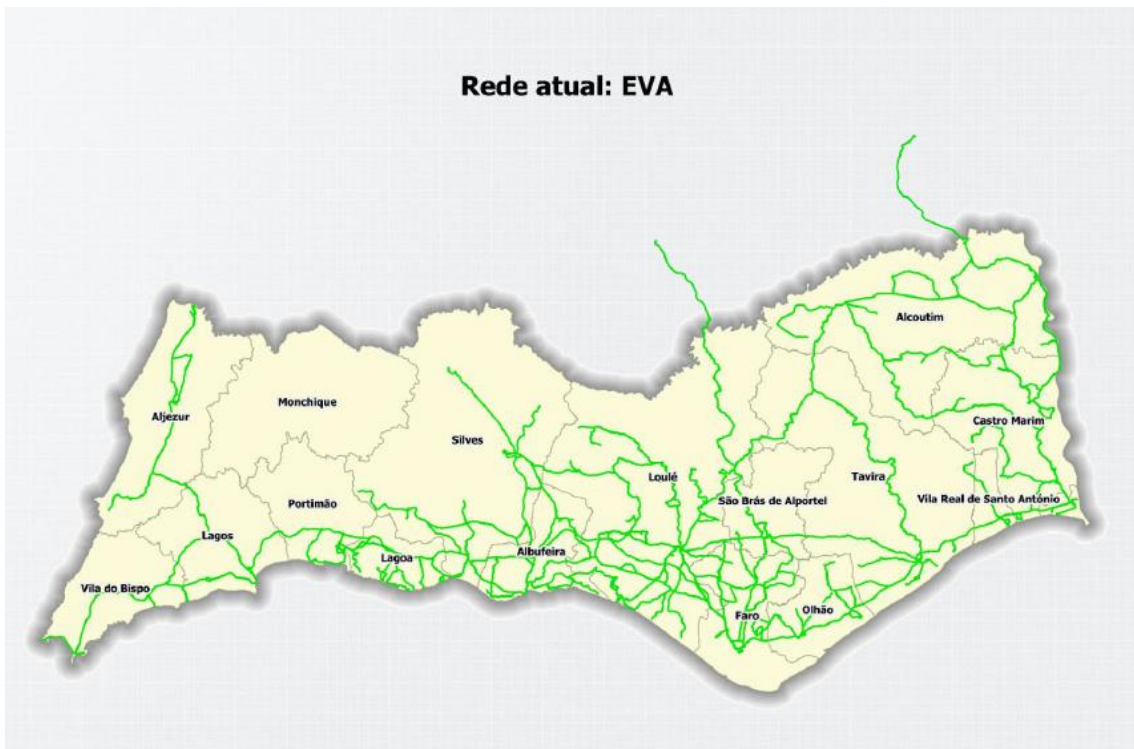 Rede atual: EVA
Alcoutim
Monchique
Aljezur
Castro Marim
Silves
Loulé
Tavira
São Brás de Alportel
Vila Real de Santo António
Portimão
Lagos
Albufeira
Lagoa
Vila do Bispo
Olhão
Faro